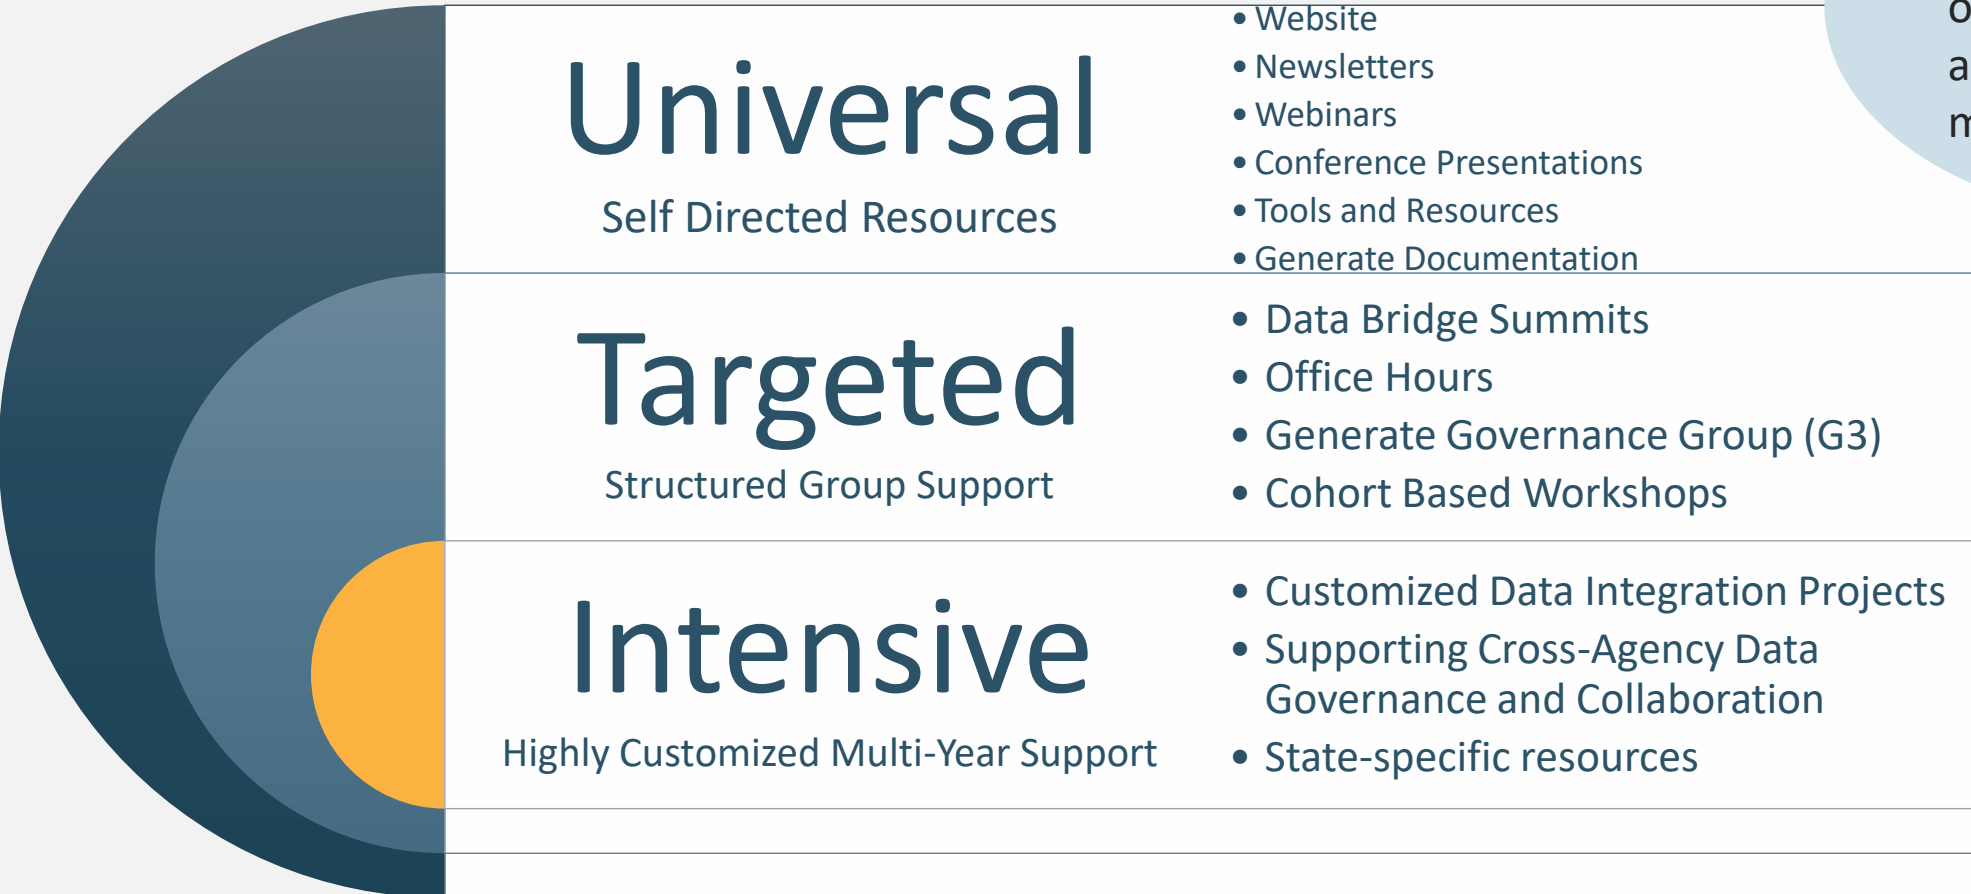 Universal
Self Directed Resources
• Website
• Newsletters
• Webinars
• Conference Presentations
• Tools and Resources
• Generate Documentation
Targeted
Structured Group Support
• Data Bridge Summits
• Office Hours
• Generate Governance Group (G3)
• Cohort Based Workshops
Intensive
Highly Customized Multi-Year Support
• Customized Data Integration Projects
• Supporting Cross-Agency Data
Governance and Collaboration
• State-specific resources